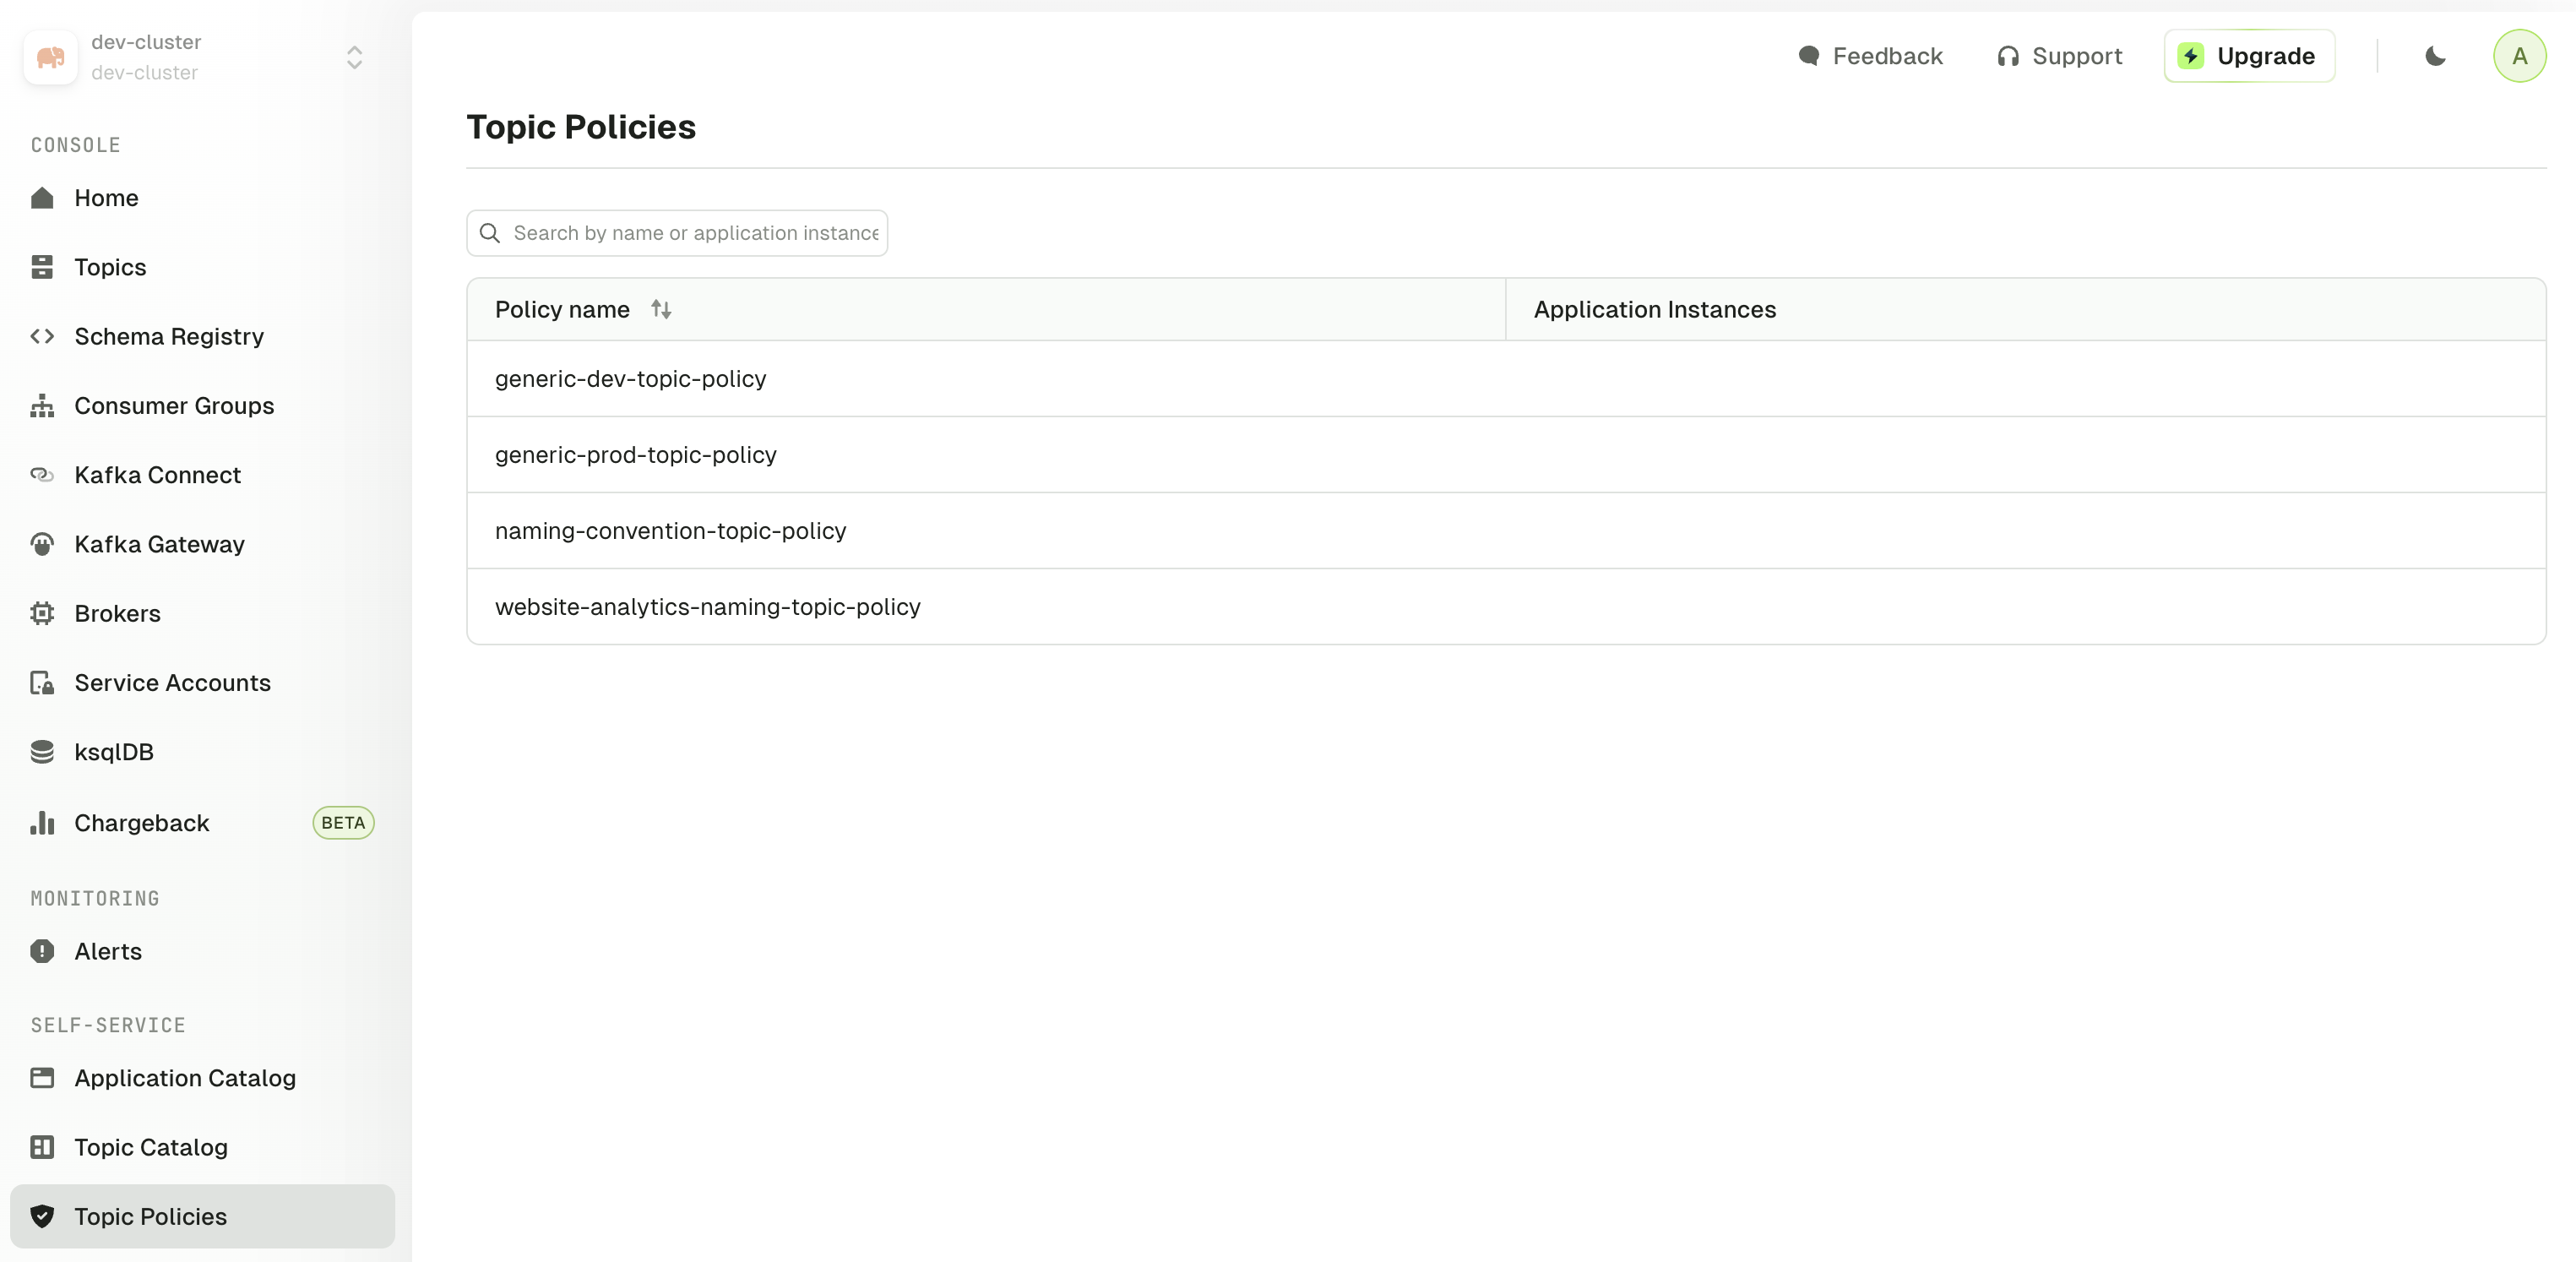 dev-cluster
dev-cluster
CONSOLE
Home
Topics
Schema Registry
Consumer Groups
Kafka Connect
Kafka Gateway
Brokers
Service Accounts
ksqlDB
Chargeback BETA
MONITORING
Alerts
SELF-SERVICE
Application Catalog
Topic Catalog
Topic Policies
Feedback Support Upgrade A
Topic Policies
Search by name or application instance
Policy name Application Instances
generic-dev-topic-policy
generic-prod-topic-policy
naming-convention-topic-policy
website-analytics-naming-topic-policy